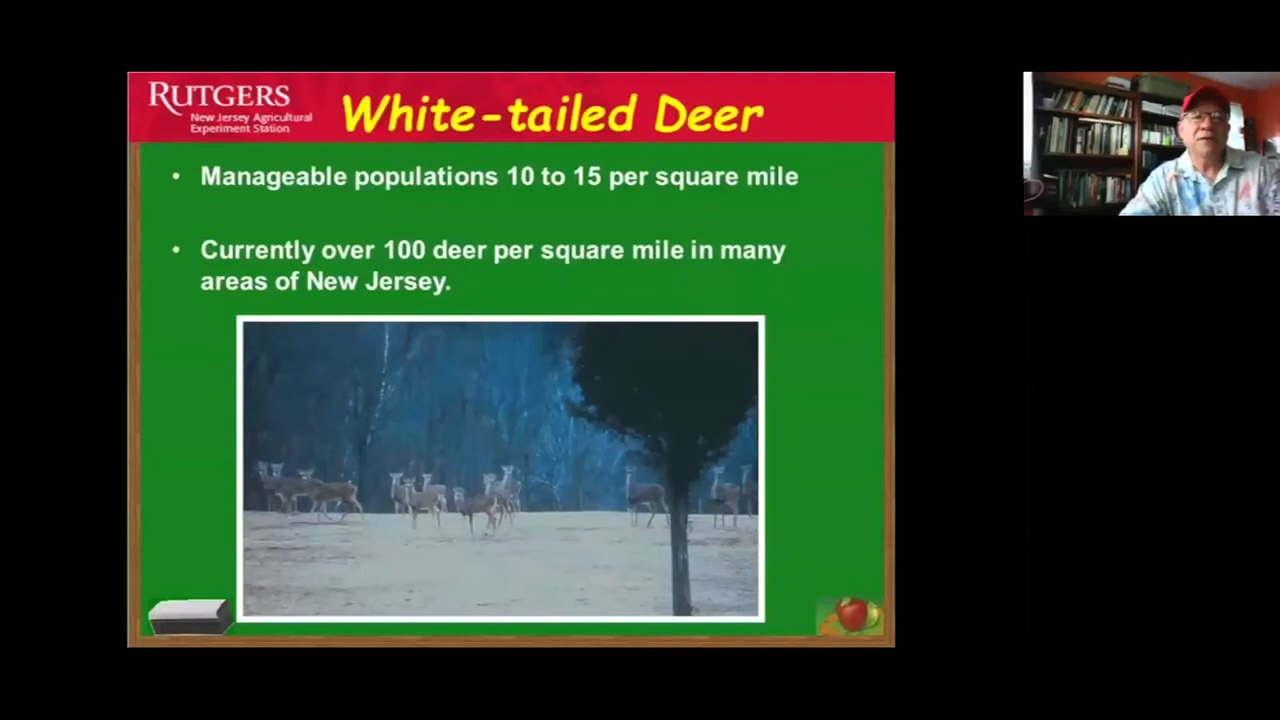 RUTGERS
New Jersey Agricultural
Experiment Station
White-tailed Deer
• Manageable populations 10 to 15 per square mile
• Currently over 100 deer per square mile in many
areas of New Jersey.